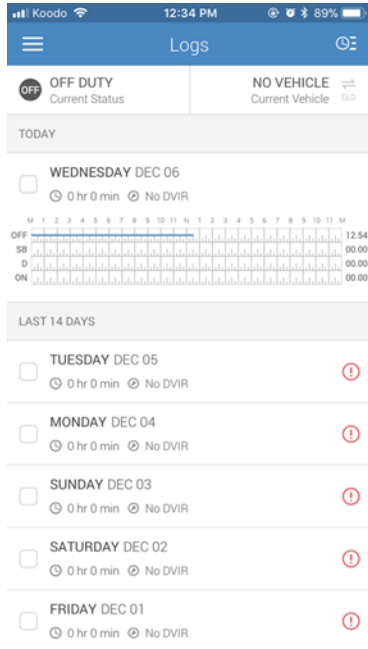 Koodo 12:34 PM 89%
Logs
OFF OFF DUTY NO VEHICLE
Current Status Current Vehicle ELD
TODAY
WEDNESDAY DEC 06
0 hr 0 min No DVIR
M 1 2 3 4 5 6 7 8 9 10 11 N 1 2 3 4 5 6 7 8 9 10 11 M
OFF 12.54
SB 00.00
D 00.00
ON 00.00
LAST 14 DAYS
TUESDAY DEC 05
0 hr 0 min No DVIR
MONDAY DEC 04
0 hr 0 min No DVIR
SUNDAY DEC 03
0 hr 0 min No DVIR
SATURDAY DEC 02
0 hr 0 min No DVIR
FRIDAY DEC 01
0 hr 0 min No DVIR